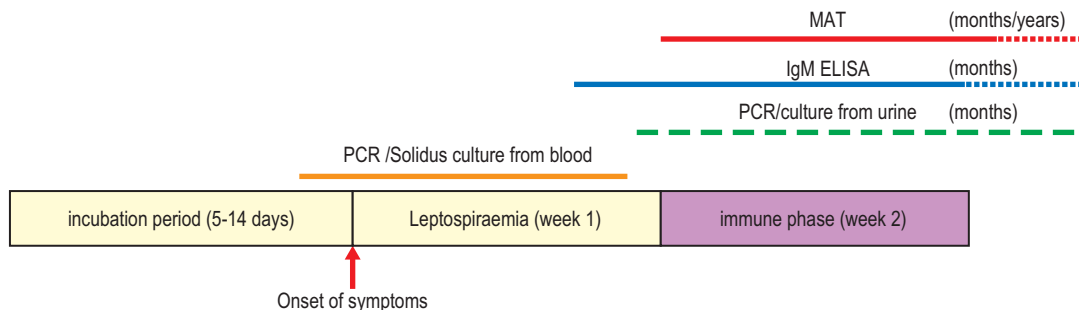 MAT (months/years)
IgM ELISA (months)
PCR/culture from urine (months)
PCR /Solidus culture from blood
incubation period (5-14 days) Leptospiraemia (week 1) immune phase (week 2)
Onset of symptoms